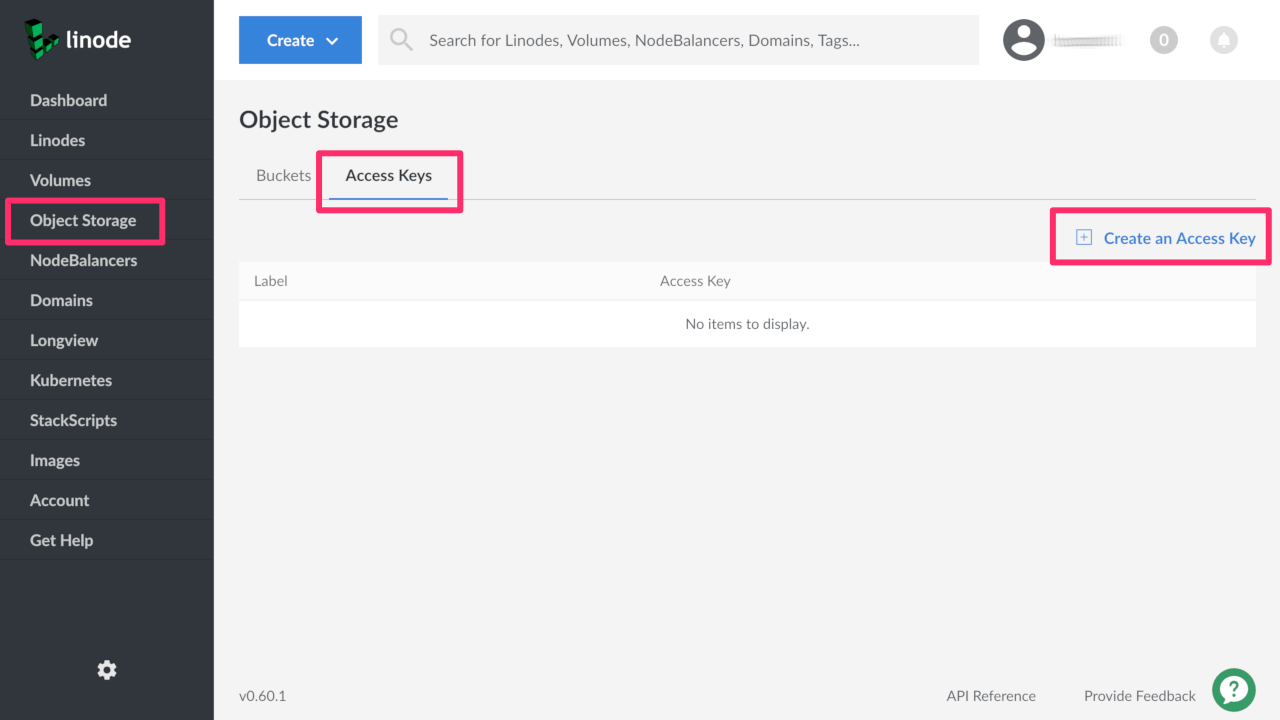 linode
Create
Search for Linodes, Volumes, NodeBalancers, Domains, Tags...
0
Dashboard
Linodes
Volumes
Object Storage
NodeBalancers
Domains
Longview
Kubernetes
StackScripts
Images
Account
Get Help
Object Storage
Buckets
Access Keys
Create an Access Key
Label Access Key
No items to display.
v0.60.1
API Reference
Provide Feedback
?